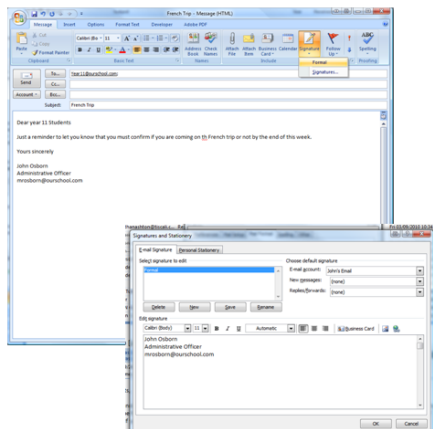 French Trip - Message (HTML)
Message Insert Options Format Text Developer Adobe PDF
Cut
Copy
Paste Format Painter
Calibri (Bo 11
Address Book Check Names
Attach File Attach Item Business Card Calendar Signature Follow Up Spelling
Clipboard Basic Text Names Include Proofing
Formal
Signatures...
Send
To... Year11@ourschool.com;
Cc...
Account Bcc...
Subject: French Trip
Dear year 11 Students
Just a reminder to let you know that you must confirm if you are coming on th French trip or not by the end of this week.
Yours sincerely
John Osborn
Administrative Officer
mrosborn@ourschool.com
Signatures and Stationery
E-mail Signature Personal Stationery
Select signature to edit Choose default signature
Formal
E-mail account: John's Email
New messages: (none)
Replies/forwards: (none)
Delete New Save Rename
Edit signature
Calibri (Body) 11 B I U Automatic Business Card
John Osborn
Administrative Officer
mrosborn@ourschool.com
OK Cancel